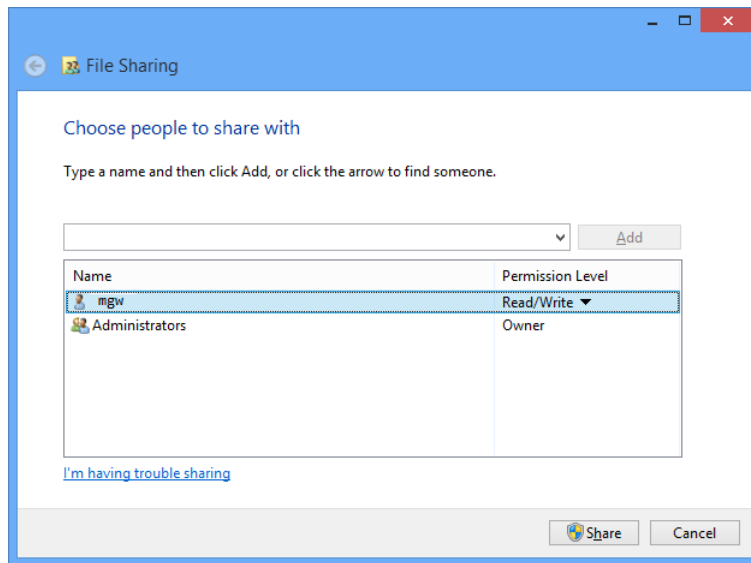 File Sharing
Choose people to share with
Type a name and then click Add, or click the arrow to find someone.
Add
Name Permission Level
mgw Read/Write
Administrators Owner
I'm having trouble sharing
Share Cancel